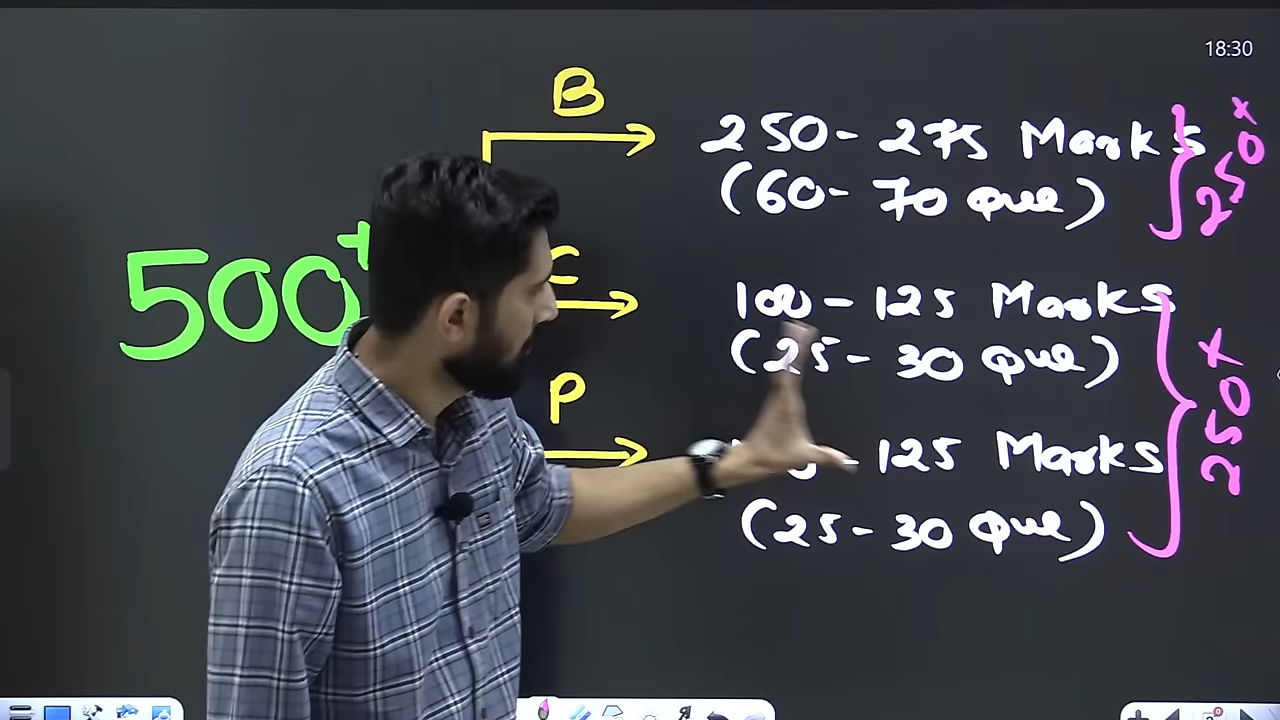 18:30
B
250 - 275 Marks
(60 - 70 que)
250+
500+
C
100 - 125 Marks
(25 - 30 que)
P
- 125 Marks
(25 - 30 que)
250+